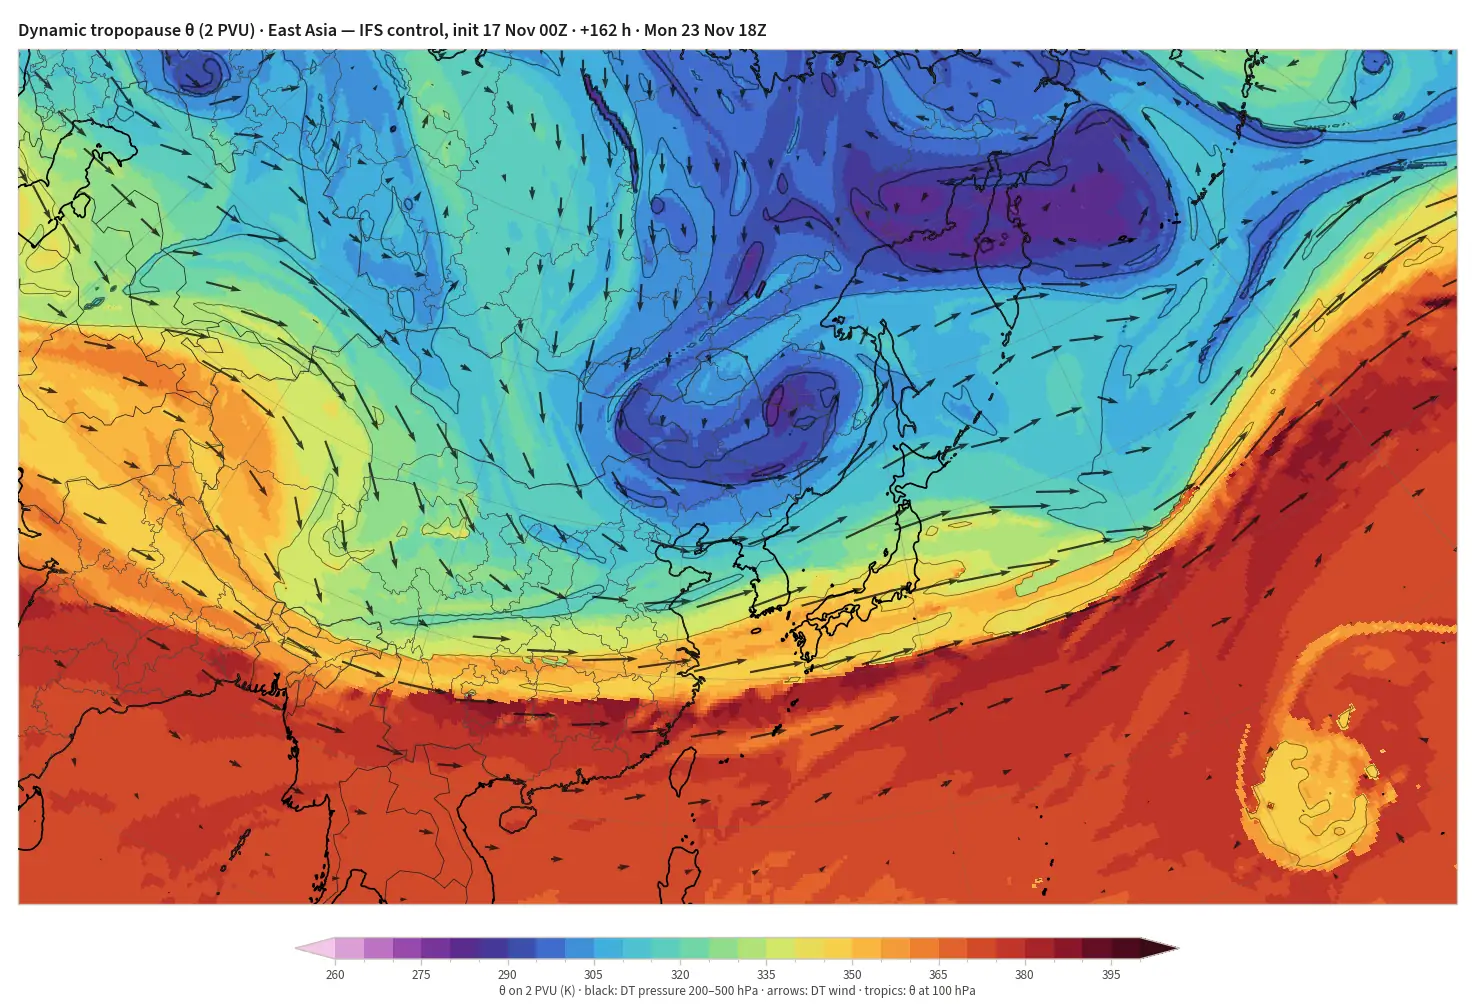 Dynamic tropopause θ (2 PVU) · East Asia — IFS control, init 17 Nov 00Z · +162 h · Mon 23 Nov 18Z
260 275 290 305 320 335 350 365 380 395
θ on 2 PVU (K) · black: DT pressure 200–500 hPa · arrows: DT wind · tropics: θ at 100 hPa